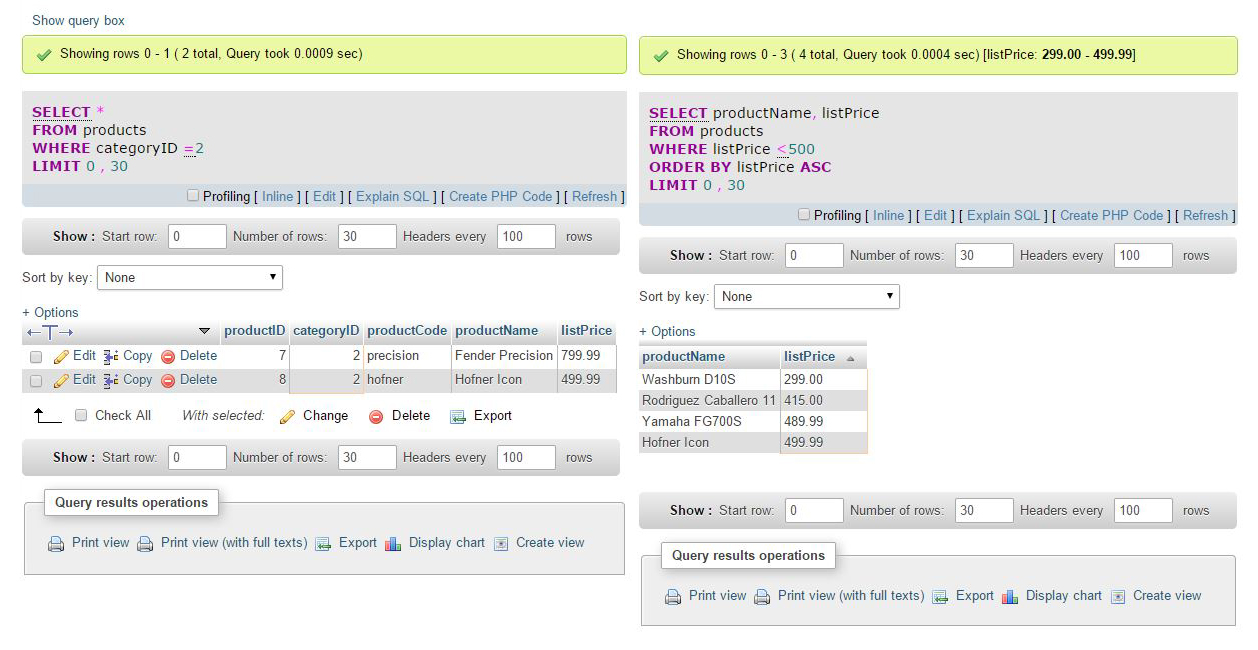 Show query box
Showing rows 0 - 1 ( 2 total, Query took 0.0009 sec)
SELECT *
FROM products
WHERE categoryID =2
LIMIT 0 , 30
Profiling [ Inline ] [ Edit ] [ Explain SQL ] [ Create PHP Code ] [ Refresh ]
Show : Start row: 0 Number of rows: 30 Headers every 100 rows
Sort by key: None
+ Options
productID categoryID productCode productName listPrice
Edit Copy Delete 7 2 precision Fender Precision 799.99
Edit Copy Delete 8 2 hofner Hofner Icon 499.99
Check All With selected: Change Delete Export
Show : Start row: 0 Number of rows: 30 Headers every 100 rows
Query results operations
Print view Print view (with full texts) Export Display chart Create view
Showing rows 0 - 3 ( 4 total, Query took 0.0004 sec) [listPrice: 299.00 - 499.99]
SELECT productName, listPrice
FROM products
WHERE listPrice <500
ORDER BY listPrice ASC
LIMIT 0 , 30
Profiling [ Inline ] [ Edit ] [ Explain SQL ] [ Create PHP Code ] [ Refresh ]
Show : Start row: 0 Number of rows: 30 Headers every 100 rows
Sort by key: None
+ Options
productName listPrice
Washburn D10S 299.00
Rodriguez Caballero 11 415.00
Yamaha FG700S 489.99
Hofner Icon 499.99
Show : Start row: 0 Number of rows: 30 Headers every 100 rows
Query results operations
Print view Print view (with full texts) Export Display chart Create view